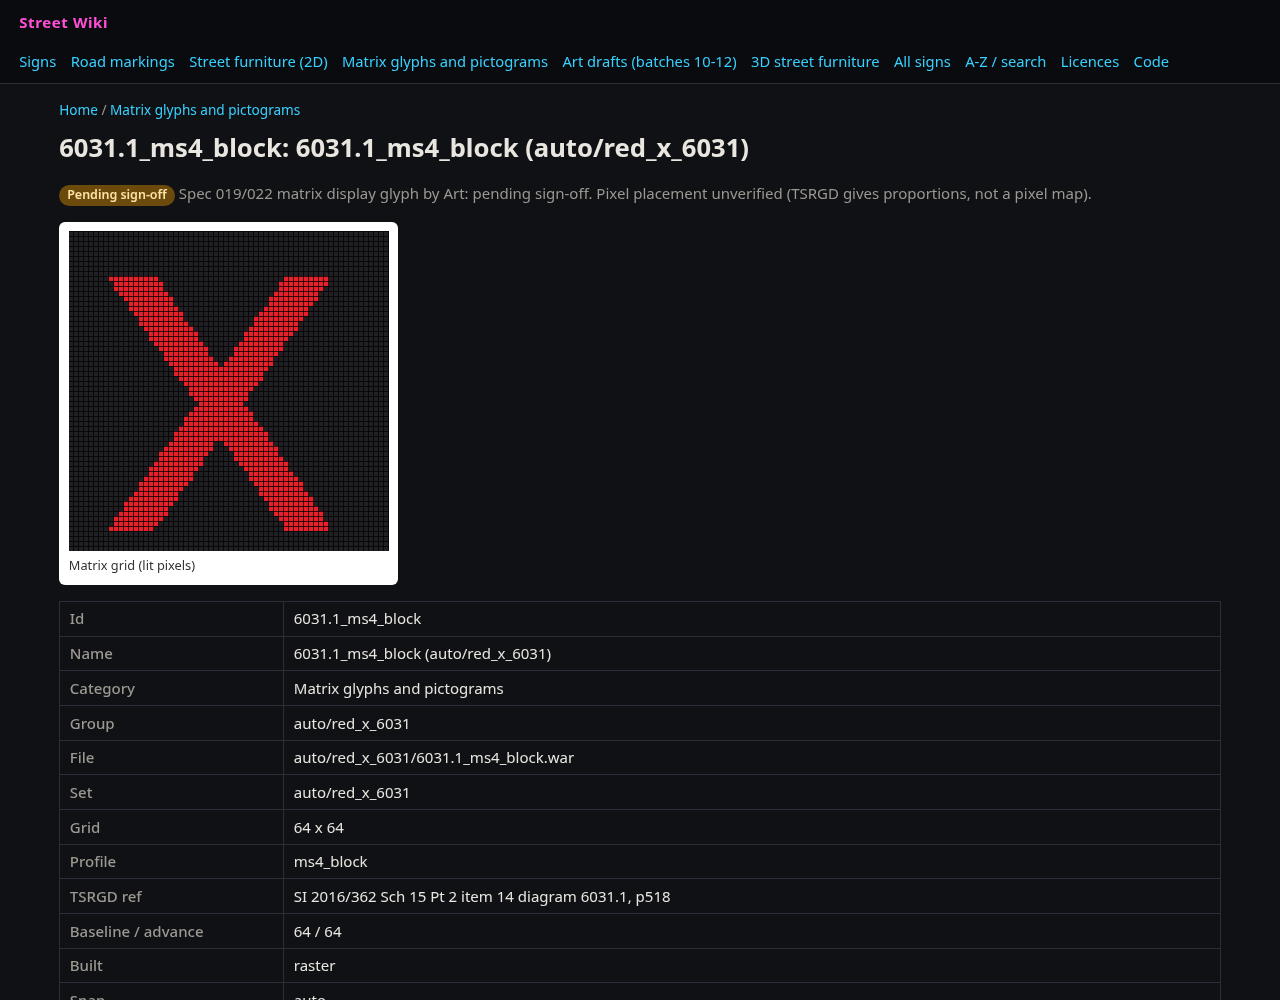 Street Wiki
Signs Road markings Street furniture (2D) Matrix glyphs and pictograms Art drafts (batches 10-12) 3D street furniture All signs A-Z / search Licences Code
Home / Matrix glyphs and pictograms
6031.1_ms4_block: 6031.1_ms4_block (auto/red_x_6031)
Pending sign-off Spec 019/022 matrix display glyph by Art: pending sign-off. Pixel placement unverified (TSRGD gives proportions, not a pixel map).
Matrix grid (lit pixels)
Id 6031.1_ms4_block
Name 6031.1_ms4_block (auto/red_x_6031)
Category Matrix glyphs and pictograms
Group auto/red_x_6031
File auto/red_x_6031/6031.1_ms4_block.war
Set auto/red_x_6031
Grid 64 x 64
Profile ms4_block
TSRGD ref SI 2016/362 Sch 15 Pt 2 item 14 diagram 6031.1, p518
Baseline / advance 64 / 64
Built raster
Snap auto